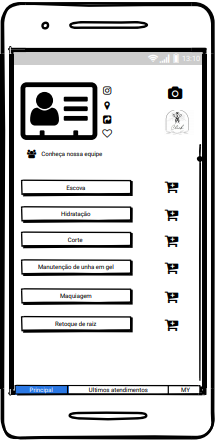 13:10
Conheça nossa equipe
Escova
Hidratação
Corte
Manutenção de unha em gel
Maquiagem
Retoque de raiz
Principal Ultimos atendimentos MY